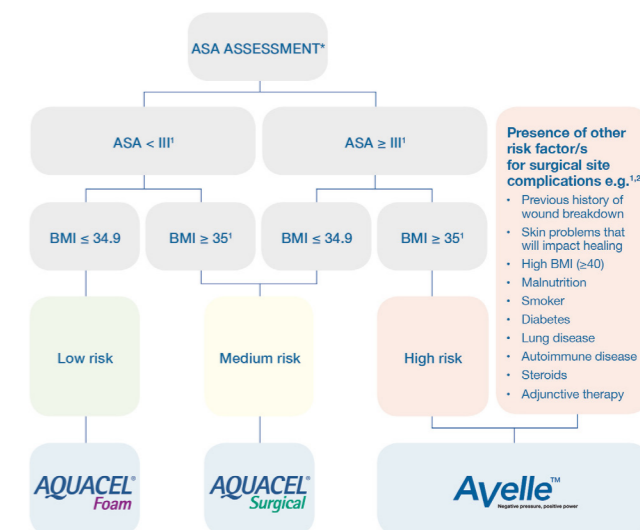 ASA ASSESSMENT*
ASA < III¹
ASA ≥ III¹
BMI ≤ 34.9
BMI ≥ 35¹
BMI ≤ 34.9
BMI ≥ 35¹
Low risk
Medium risk
High risk
Presence of other
risk factor/s
for surgical site
complications e.g.¹,²
• Previous history of
wound breakdown
• Skin problems that
will impact healing
• High BMI (≥40)
• Malnutrition
• Smoker
• Diabetes
• Lung disease
• Autoimmune disease
• Steroids
• Adjunctive therapy
AQUACEL®
Foam
AQUACEL®
Surgical
Avelle™
Negative pressure, positive power